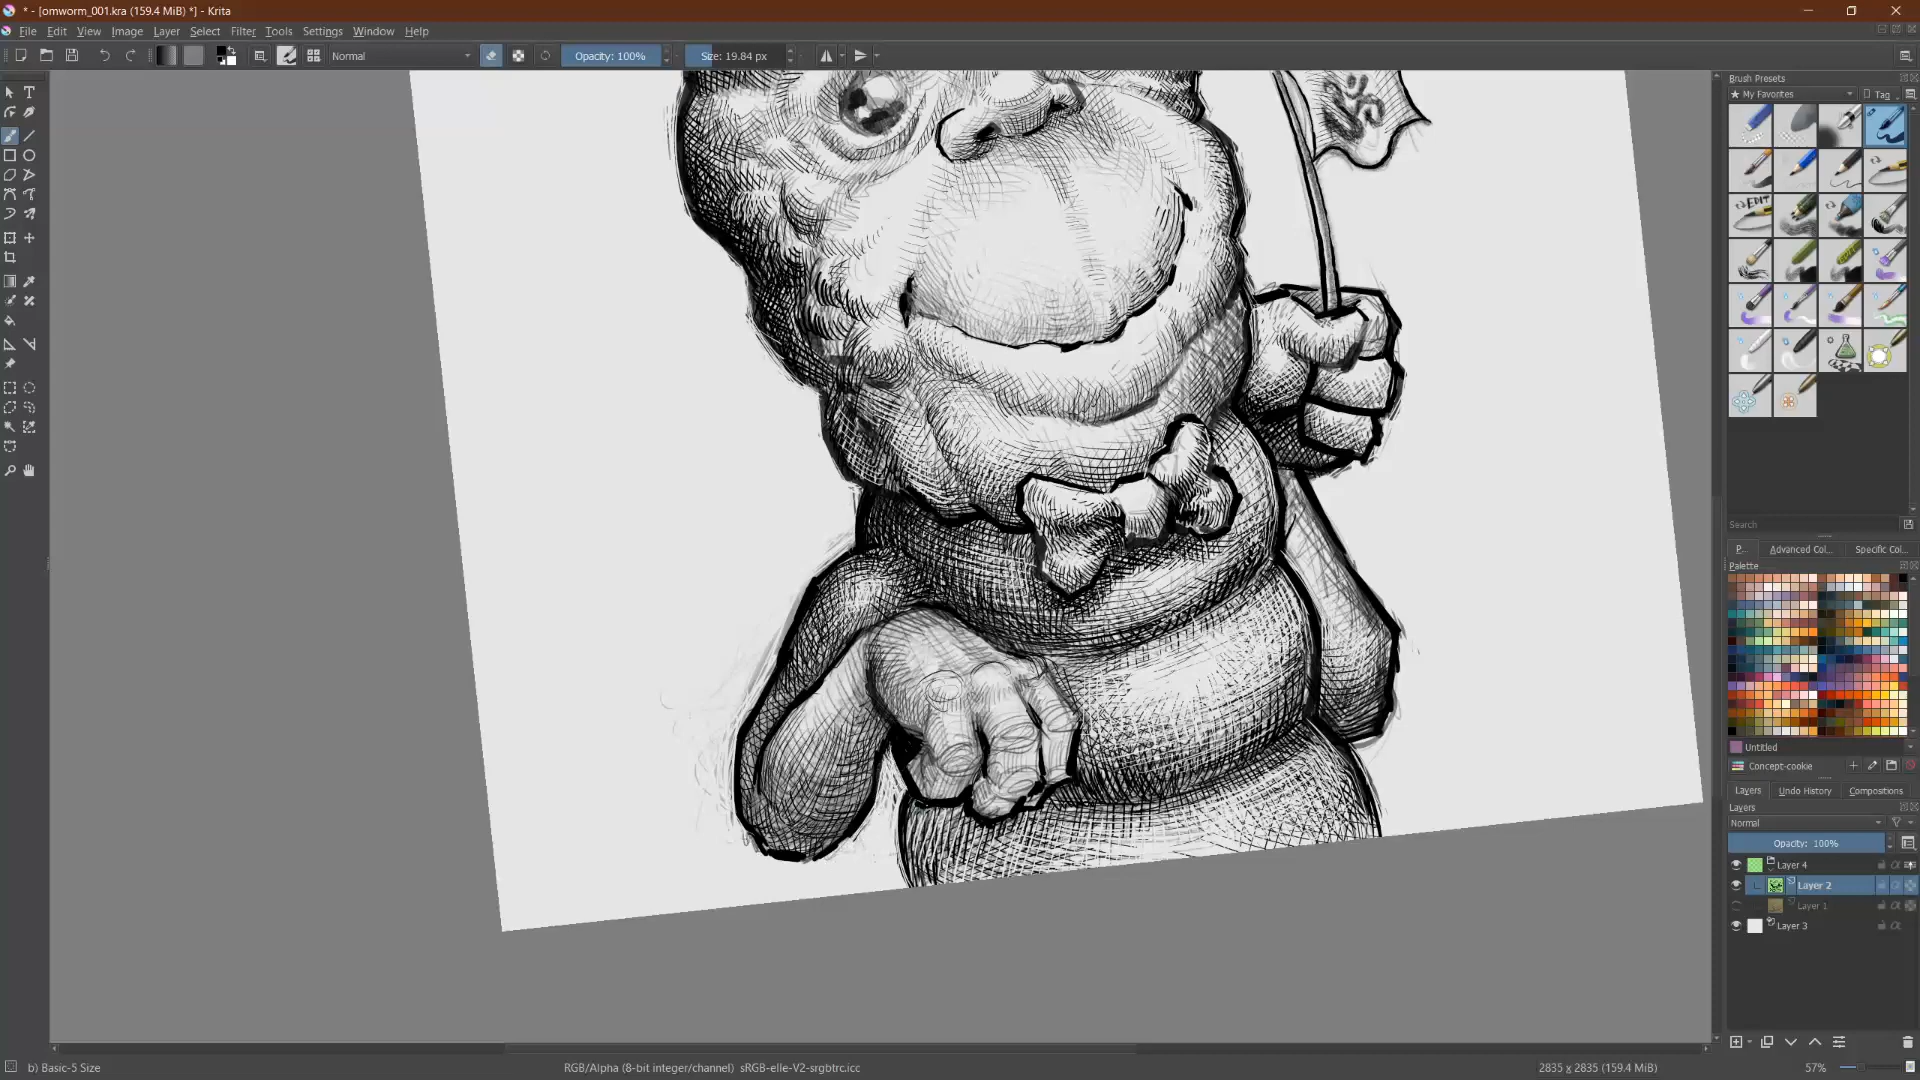 * - [omworm_001.kra (159.4 MiB) *] - Krita
File Edit View Image Layer Select Filter Tools Settings Window Help
Normal Opacity: 100% Size: 19.84 px
Brush Presets
My Favorites Tag
EDIT
Search
P... Advanced Col... Specific Col...
Palette
Untitled
Concept-cookie
Layers Undo History Compositions
Layers
Normal
Opacity: 100%
Layer 4
Layer 2
Layer 1
Layer 3
b) Basic-5 Size RGB/Alpha (8-bit integer/channel) sRGB-elle-V2-srgbtrc.icc 2835 x 2835 (159.4 MiB) 57%